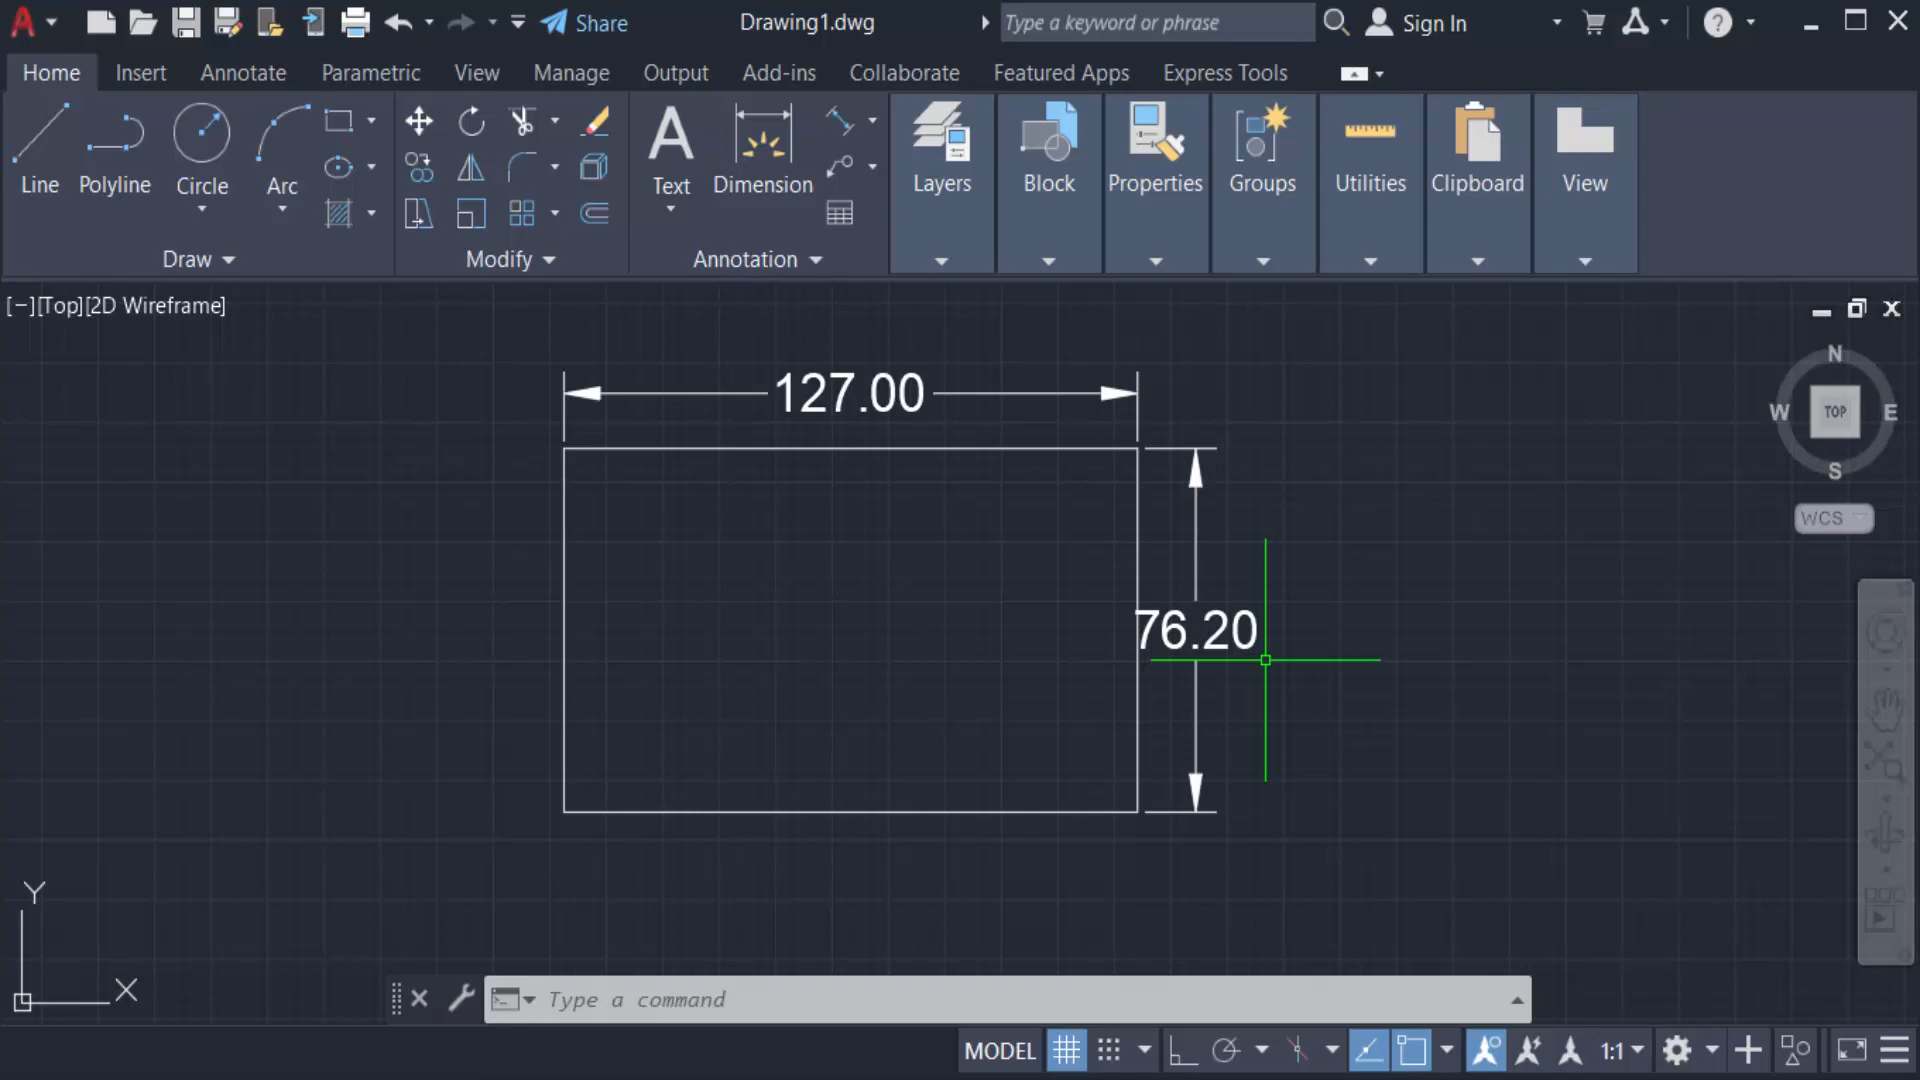 Share
Drawing1.dwg
Type a keyword or phrase
Sign In
Home
Insert
Annotate
Parametric
View
Manage
Output
Add-ins
Collaborate
Featured Apps
Express Tools
Line
Polyline
Circle
Arc
Text
Dimension
Layers
Block
Properties
Groups
Utilities
Clipboard
View
Draw
Modify
Annotation
[−][Top][2D Wireframe]
N
W
TOP
E
S
WCS
127.00
76.20
Y
X
Type a command
MODEL
1:1